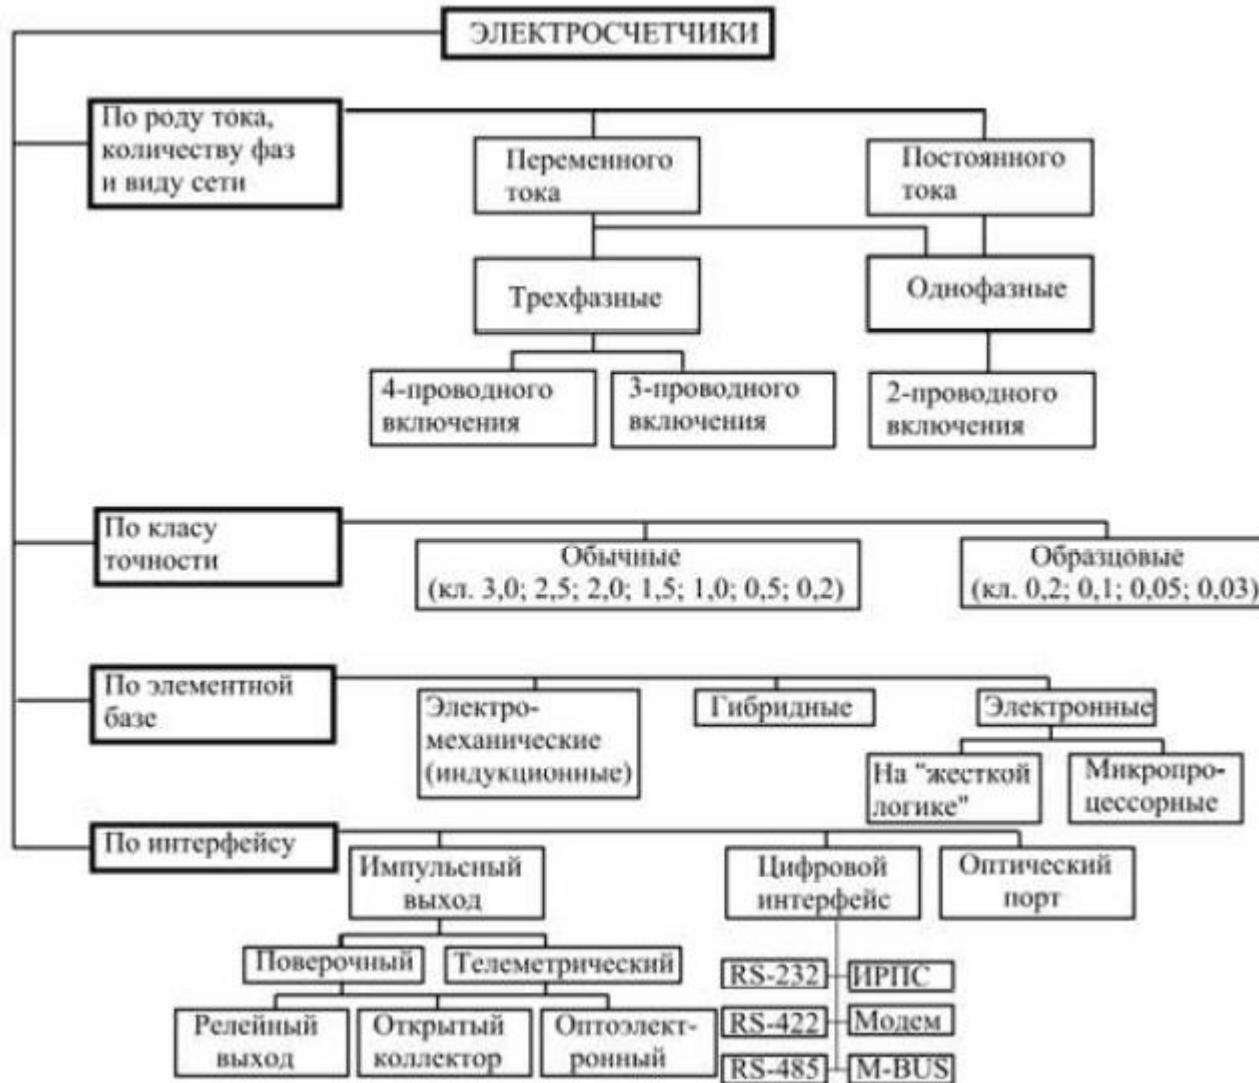 ЭЛЕКТРОСЧЕТЧИКИ
По роду тока,
количеству фаз
и виду сети
Переменного
тока
Постоянного
тока
Трехфазные
Однофазные
4-проводного
включения
3-проводного
включения
2-проводного
включения
По класу
точности
Обычные
(кл. 3,0; 2,5; 2,0; 1,5; 1,0; 0,5; 0,2)
Образцовые
(кл. 0,2; 0,1; 0,05; 0,03)
По элементной
базе
Электро-
механические
(индукционные)
Гибридные
Электронные
На "жесткой
логике"
Микропро-
цессорные
По интерфейсу
Импульсный
выход
Цифровой
интерфейс
Оптический
порт
Поверочный
Телеметрический
Релейный
выход
Открытый
коллектор
Оптоэлект-
ронный
RS-232
ИРПС
RS-422
Модем
RS-485
M-BUS